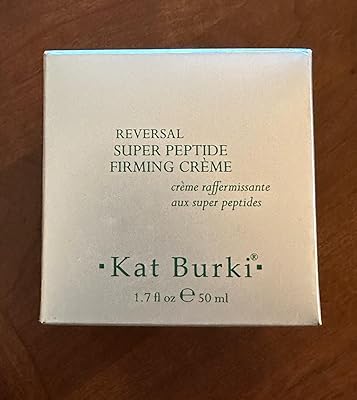 REVERSAL
SUPER PEPTIDE
FIRMING CRÈME
crème raffermissante
aux super peptides
·Kat Burki®·
1.7 fl oz ℮ 50 ml